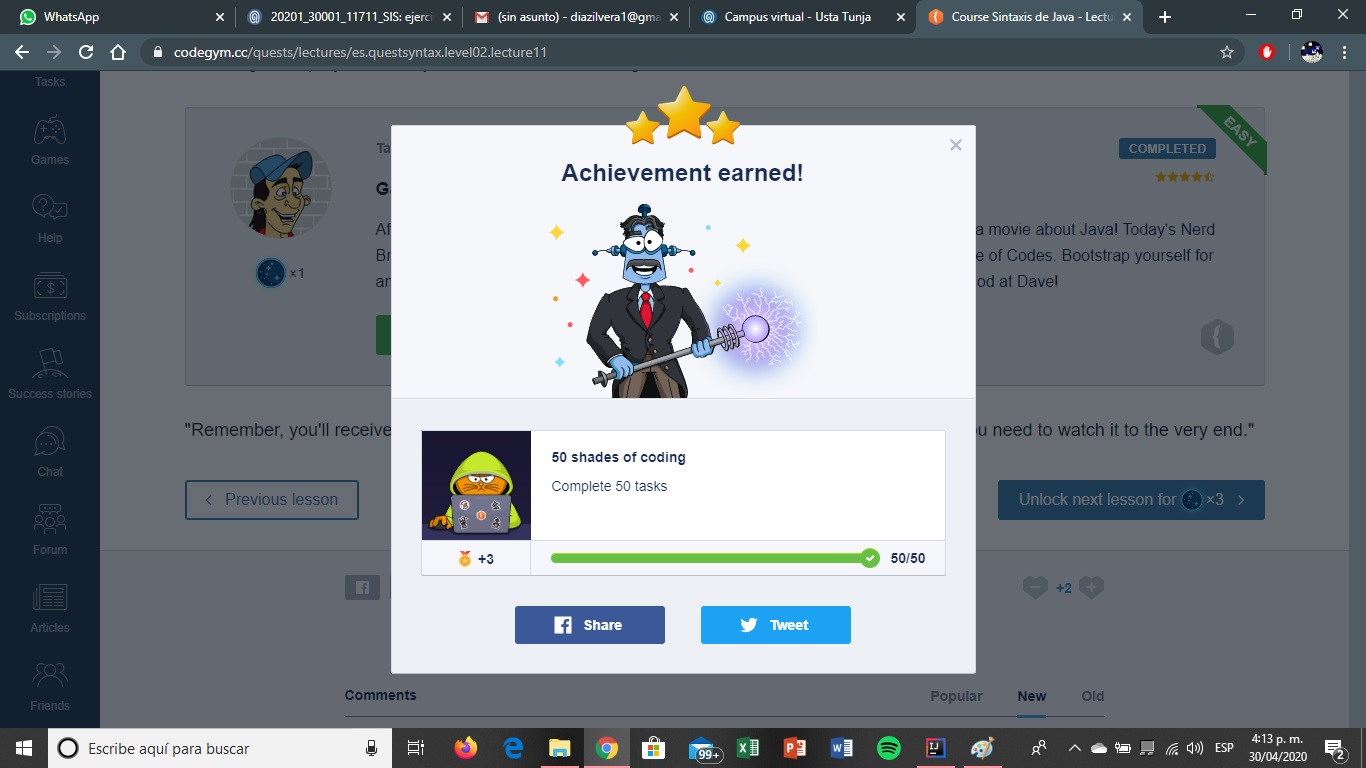 WhatsApp
20201_30001_11711_SIS: ejerci
(sin asunto) - diazilvera1@gma
Campus virtual - Usta Tunja
Course Sintaxis de Java - Lectu
codegym.cc/quests/lectures/es.questsyntax.level02.lecture11
Tasks
Games
Help
Subscriptions
Success stories
Chat
Forum
Articles
Friends
Ta
COMPLETED
EASY
G
Af
a movie about Java! Today's Nerd
Br
e of Codes. Bootstrap yourself for
an
od at Dave!
×1
Achievement earned!
"Remember, you'll receive
u need to watch it to the very end."
50 shades of coding
Complete 50 tasks
+3
50/50
Previous lesson
Unlock next lesson for ×3
Share
Tweet
+2
Comments
Popular
New
Old
Escribe aquí para buscar
99+
ESP
4:13 p. m.
30/04/2020
2